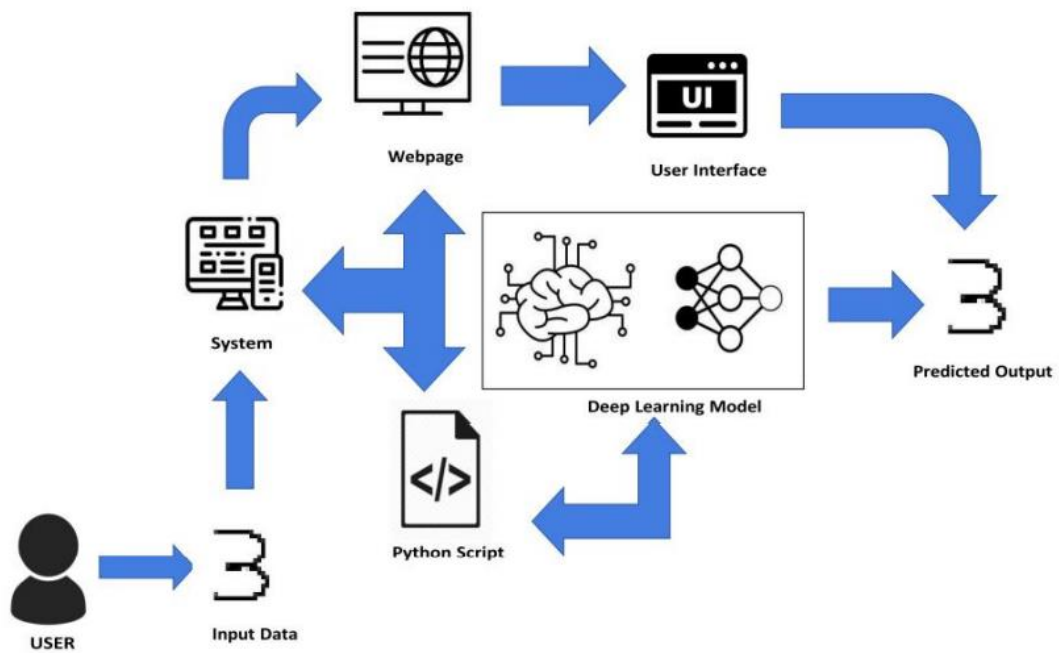 Webpage
UI
User Interface
System
Deep Learning Model
Predicted Output
</>
Python Script
USER
Input Data